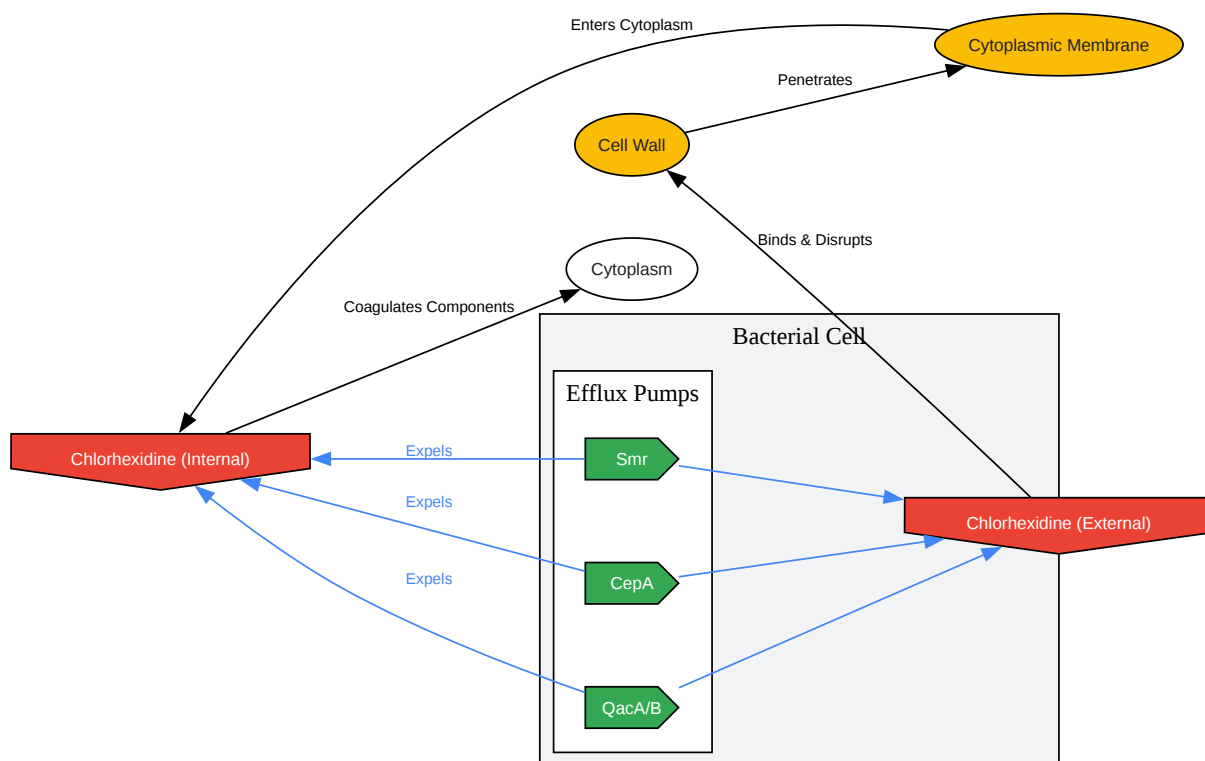 Enters Cytoplasm
Cytoplasmic Membrane
Penetrates
Cell Wall
Binds & Disrupts
Cytoplasm
Coagulates Components
Bacterial Cell
Efflux Pumps
Chlorhexidine (Internal)
Expels
Smr
Expels
Chlorhexidine (External)
Expels
CepA
QacA/B